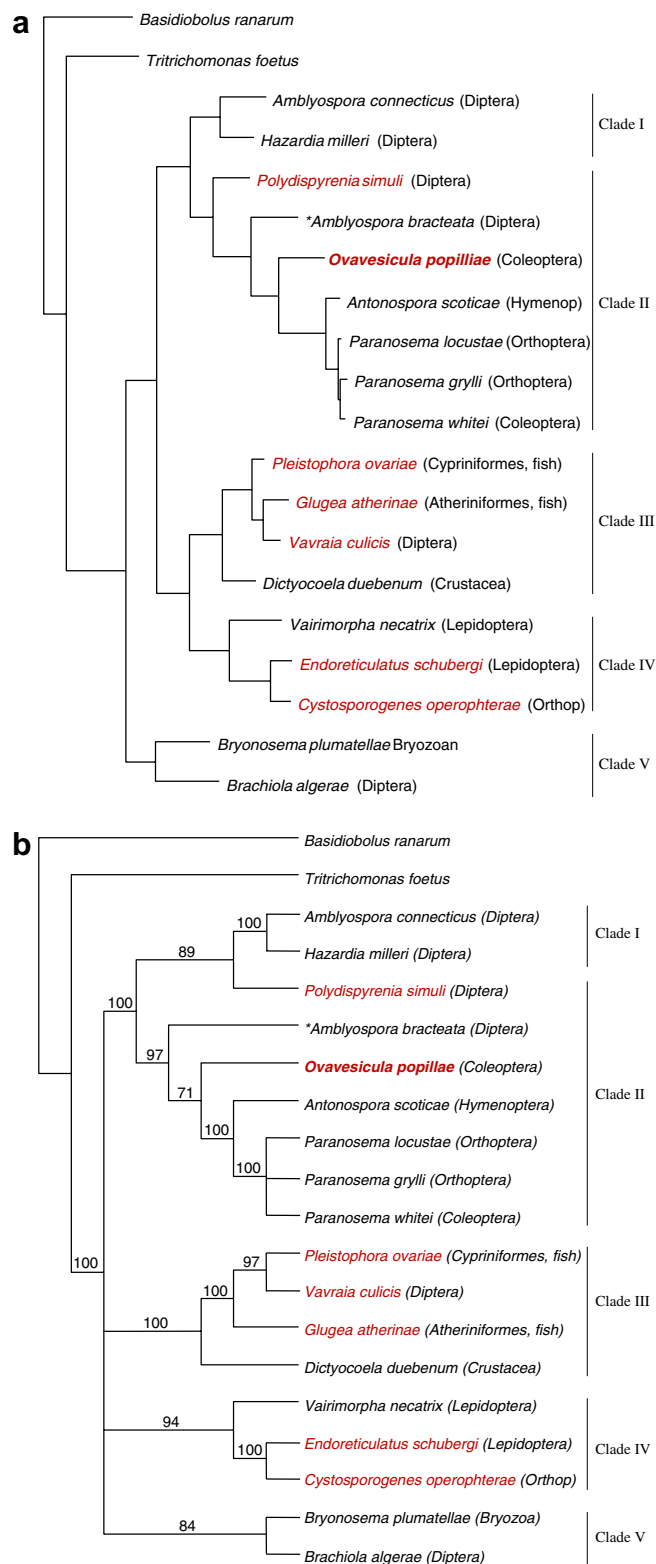 a
Basidiobolus ranarum
Tritrichomonas foetus
Amblyospora connecticus (Diptera)
Clade I
Hazardia milleri (Diptera)
Polydispyrenia simuli (Diptera)
*Amblyospora bracteata (Diptera)
Ovavesicula popilliae (Coleoptera)
Antonospora scoticae (Hymenop)
Clade II
Paranosema locustae (Orthoptera)
Paranosema grylli (Orthoptera)
Paranosema whitei (Coleoptera)
Pleistophora ovariae (Cypriniformes, fish)
Glugea atherinae (Atheriniformes, fish)
Clade III
Vavraia culicis (Diptera)
Dictyocoela duebenum (Crustacea)
Vairimorpha necatrix (Lepidoptera)
Endoreticulatus schubergi (Lepidoptera)
Clade IV
Cystosporogenes operophterae (Orthop)
Bryonosema plumatellae Bryozoan
Clade V
Brachiola algerae (Diptera)
b
Basidiobolus ranarum
Tritrichomonas foetus
100
Amblyospora connecticus (Diptera)
Clade I
89
Hazardia milleri (Diptera)
Polydispyrenia simuli (Diptera)
100
*Amblyospora bracteata (Diptera)
97
Ovavesicula popillae (Coleoptera)
Clade II
71
Antonospora scoticae (Hymenoptera)
100
Paranosema locustae (Orthoptera)
100
Paranosema grylli (Orthoptera)
Paranosema whitei (Coleoptera)
97
Pleistophora ovariae (Cypriniformes, fish)
100
100
Vavraia culicis (Diptera)
Clade III
100
Glugea atherinae (Atheriniformes, fish)
Dictyocoela duebenum (Crustacea)
94
Vairimorpha necatrix (Lepidoptera)
100
Endoreticulatus schubergi (Lepidoptera)
Clade IV
Cystosporogenes operophterae (Orthop)
84
Bryonosema plumatellae (Bryozoa)
Clade V
Brachiola algerae (Diptera)